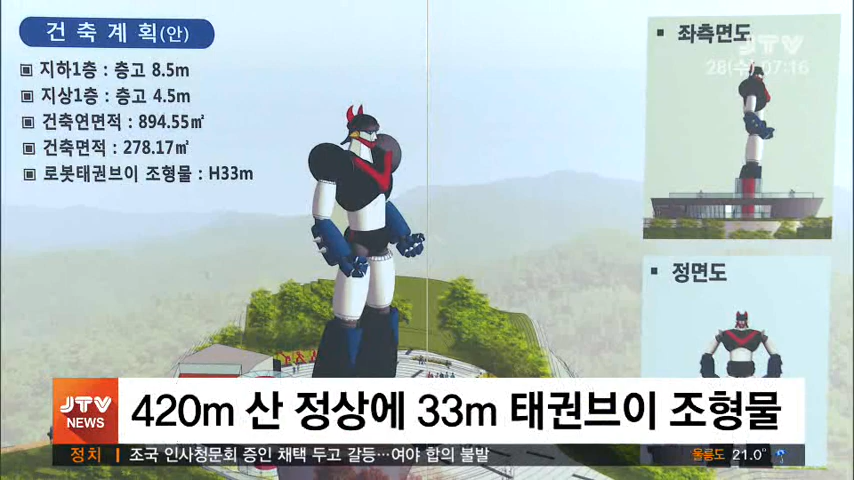 건 축 계 획(안)
▣ 지하1층 : 층고 8.5m
▣ 지상1층 : 층고 4.5m
▣ 건축연면적 : 894.55㎡
▣ 건축면적 : 278.17㎡
▣ 로봇태권브이 조형물 : H33m
▪ 좌측면도
JTV
28(수) 07:16
▪ 정면도
JTV
NEWS
420m 산 정상에 33m 태권브이 조형물
정치 | 조국 인사청문회 증인 채택 두고 갈등…여야 합의 불발
울릉도 21.0°